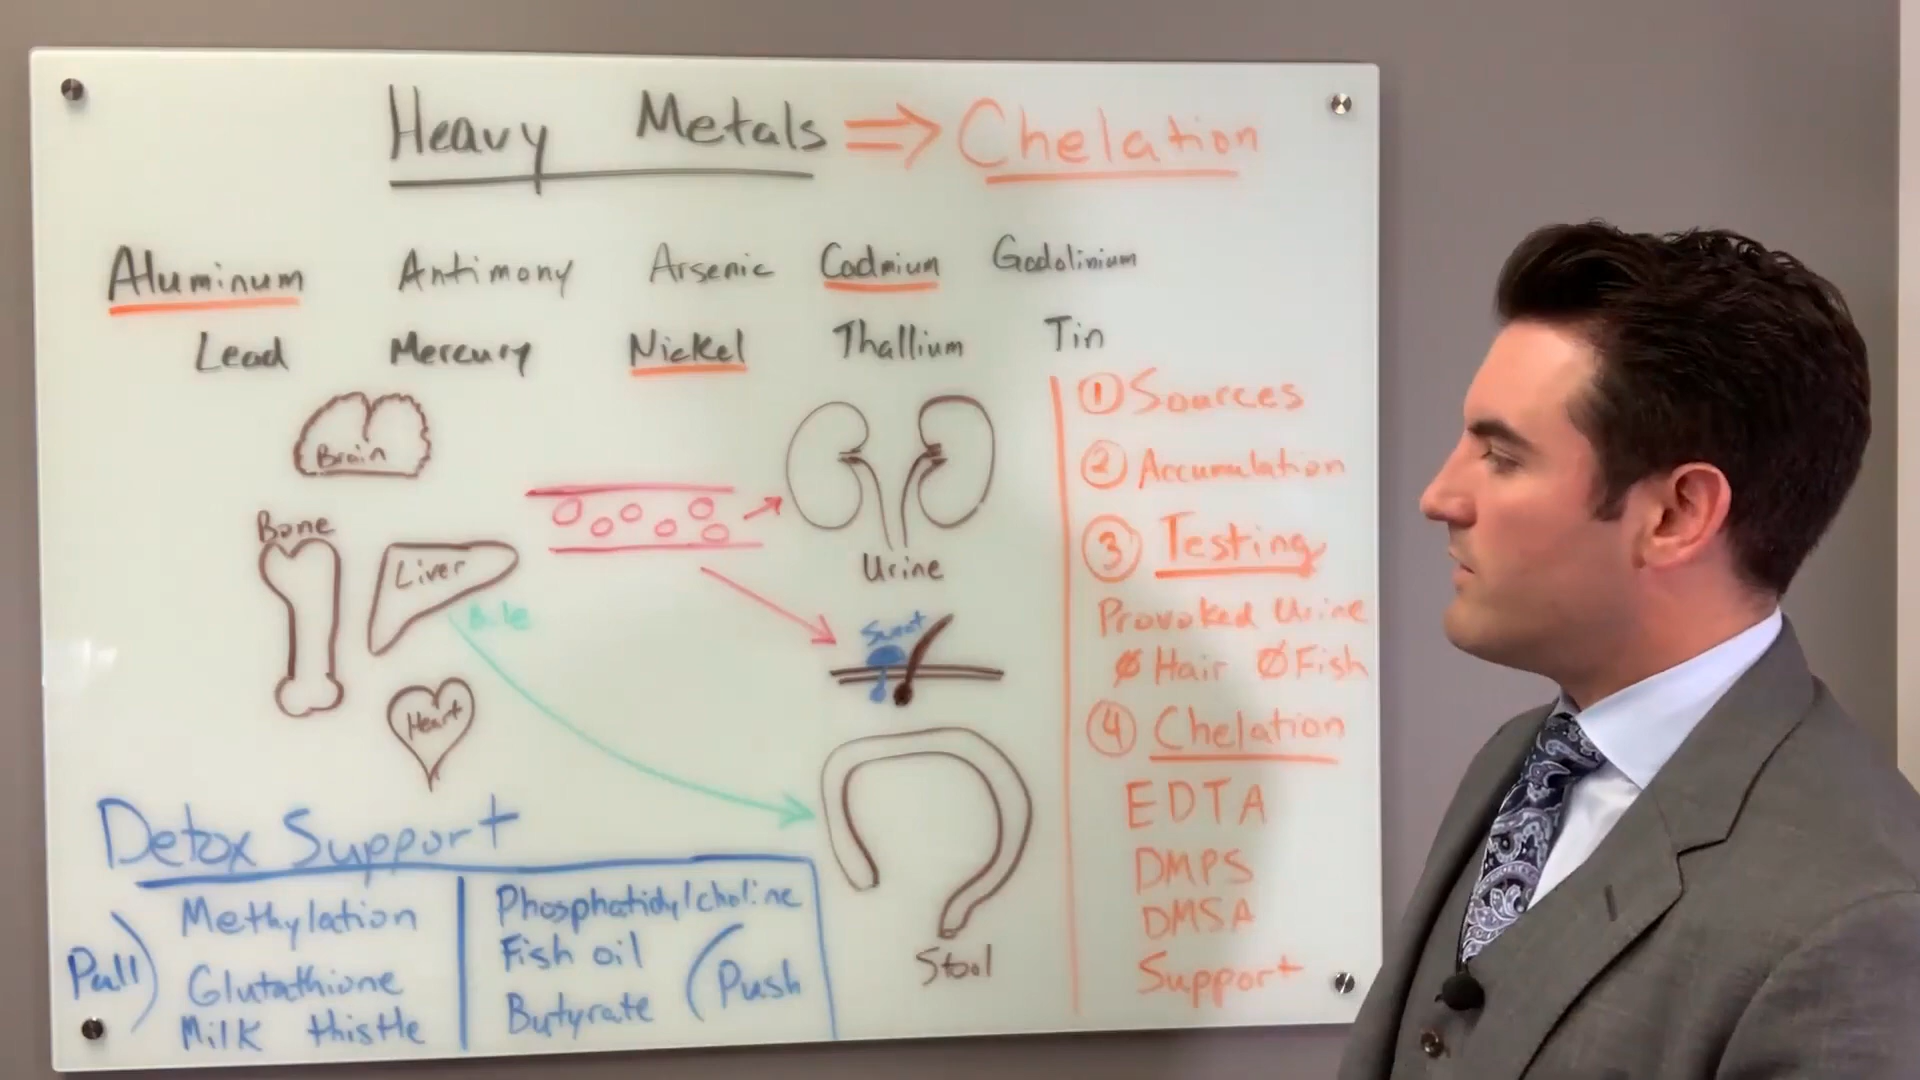 Heavy Metals ⇒ Chelation
Aluminum Antimony Arsenic Cadmium Gadolinium
Lead Mercury Nickel Thallium Tin
Brain
Bone
Liver
Bile
Heart
Urine
Sweat
Stool
① Sources
② Accumulation
③ Testing
Provoked Urine
Ø Hair Ø Fish
④ Chelation
EDTA
DMPS
DMSA
Support
Detox Support
Pull)
Methylation
Glutathione
Milk thistle
Phosphatidylcholine
Fish oil
Butyrate
(Push